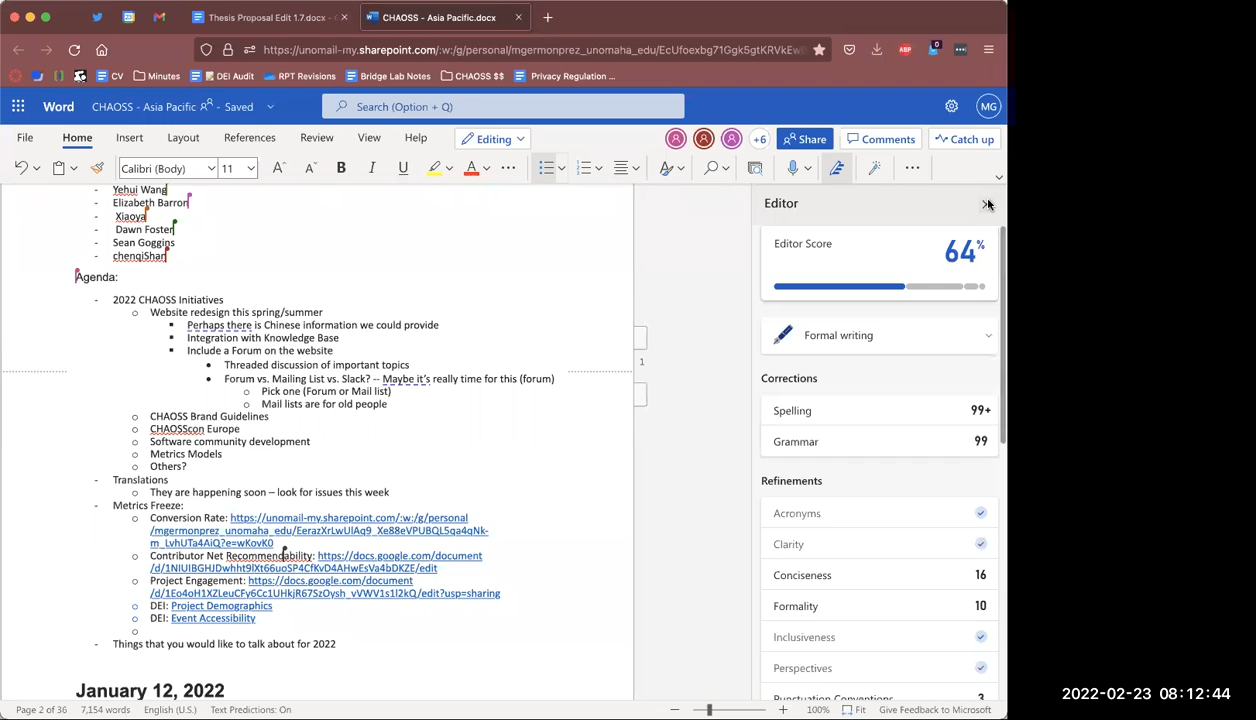 Thesis Proposal Edit 1.7.docx -
CHAOSS - Asia Pacific.docx
https://unomail-my.sharepoint.com/:w:/g/personal/mgermonprez_unomaha_edu/EcUfoexbg71Ggk5gtKRVkEw
CV
Minutes
DEI Audit
RPT Revisions
Bridge Lab Notes
CHAOSS $$
Privacy Regulation ...
Word
CHAOSS - Asia Pacific - Saved
Search (Option + Q)
MG
File
Home
Insert
Layout
References
Review
View
Help
Editing
+6
Share
Comments
Catch up
Calibri (Body)
11
- Yehui Wang
- Elizabeth Barron
- Xiaoya
- Dawn Foster
- Sean Goggins
- chenqiShan
Agenda:
- 2022 CHAOSS Initiatives
o Website redesign this spring/summer
▪ Perhaps there is Chinese information we could provide
▪ Integration with Knowledge Base
▪ Include a Forum on the website
• Threaded discussion of important topics
• Forum vs. Mailing List vs. Slack? -- Maybe it's really time for this (forum)
o Pick one (Forum or Mail list)
o Mail lists are for old people
o CHAOSS Brand Guidelines
o CHAOSScon Europe
o Software community development
o Metrics Models
o Others?
- Translations
o They are happening soon – look for issues this week
- Metrics Freeze:
o Conversion Rate: https://unomail-my.sharepoint.com/:w:/g/personal
/mgermonprez_unomaha_edu/EerazXrLwUlAq9_Xe88eVPUBQL5qa4qNk-
m_LvhUTa4AiQ?e=wKovK0
o Contributor Net Recommendability: https://docs.google.com/document
/d/1NIUIBGHJDwhht9lXt66uoSP4CfKvD4AHwEsVa4bDKZE/edit
o Project Engagement: https://docs.google.com/document
/d/1Eo4oH1XZLeuCFy6Cc1UHkjR67SzOysh_vVWV1s1l2kQ/edit?usp=sharing
o DEI: Project Demographics
o DEI: Event Accessibility
o
- Things that you would like to talk about for 2022
January 12, 2022
1
Editor
Editor Score
64%
Formal writing
Corrections
Spelling 99+
Grammar 99
Refinements
Acronyms
Clarity
Conciseness 16
Formality 10
Inclusiveness
Perspectives
Punctuation Conventions 3
Page 2 of 36
7,154 words
English (U.S.)
Text Predictions: On
100%
Fit
Give Feedback to Microsoft
2022-02-23 08:12:44